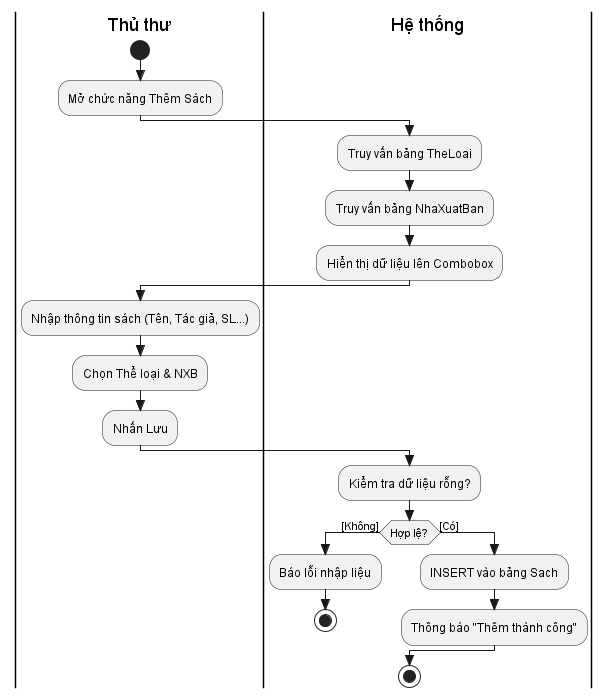 Thủ thư
Hệ thống
Mở chức năng Thêm Sách
Truy vấn bảng TheLoai
Truy vấn bảng NhaXuatBan
Hiển thị dữ liệu lên Combobox
Nhập thông tin sách (Tên, Tác giả, SL...)
Chọn Thể loại & NXB
Nhấn Lưu
Kiểm tra dữ liệu rỗng?
[Không]
Hợp lệ?
[Có]
Báo lỗi nhập liệu
INSERT vào bảng Sach
Thông báo "Thêm thành công"